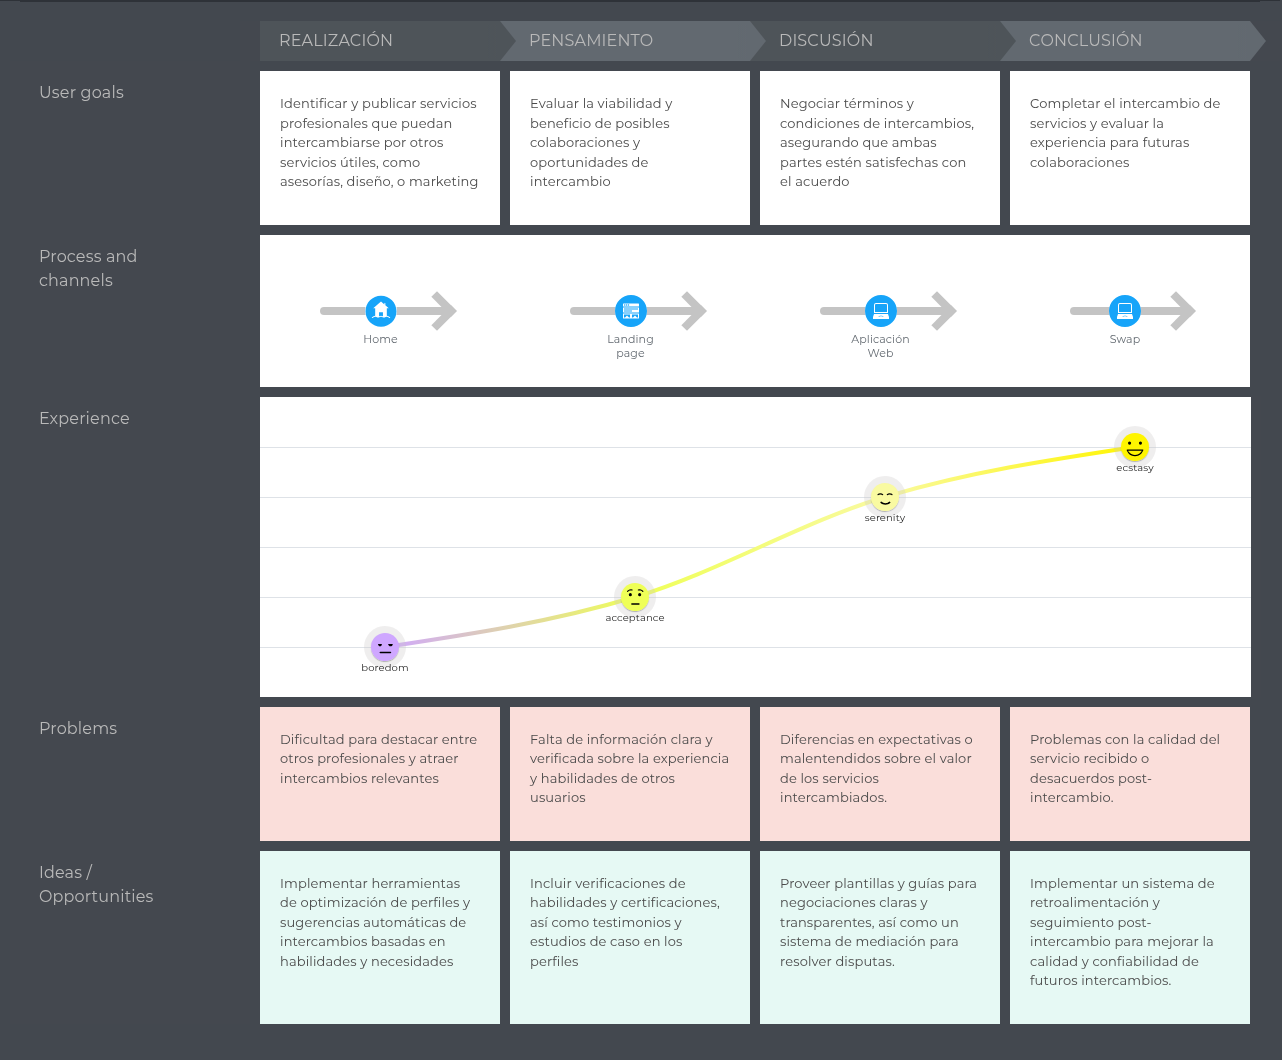 REALIZACIÓN
PENSAMIENTO
DISCUSIÓN
CONCLUSIÓN
User goals
Identificar y publicar servicios
profesionales que puedan
intercambiarse por otros
servicios útiles, como
asesorías, diseño, o marketing
Evaluar la viabilidad y
beneficio de posibles
colaboraciones y
oportunidades de
intercambio
Negociar términos y
condiciones de intercambios,
asegurando que ambas
partes estén satisfechas con
el acuerdo
Completar el intercambio de
servicios y evaluar la
experiencia para futuras
colaboraciones
Process and
channels
Home
Landing
page
Aplicación
Web
Swap
Experience
ecstasy
serenity
acceptance
boredom
Problems
Dificultad para destacar entre
otros profesionales y atraer
intercambios relevantes
Falta de información clara y
verificada sobre la experiencia
y habilidades de otros
usuarios
Diferencias en expectativas o
malentendidos sobre el valor
de los servicios
intercambiados.
Problemas con la calidad del
servicio recibido o
desacuerdos post-
intercambio.
Ideas /
Opportunities
Implementar herramientas
de optimización de perfiles y
sugerencias automáticas de
intercambios basadas en
habilidades y necesidades
Incluir verificaciones de
habilidades y certificaciones,
así como testimonios y
estudios de caso en los
perfiles
Proveer plantillas y guías para
negociaciones claras y
transparentes, así como un
sistema de mediación para
resolver disputas.
Implementar un sistema de
retroalimentación y
seguimiento post-
intercambio para mejorar la
calidad y confiabilidad de
futuros intercambios.